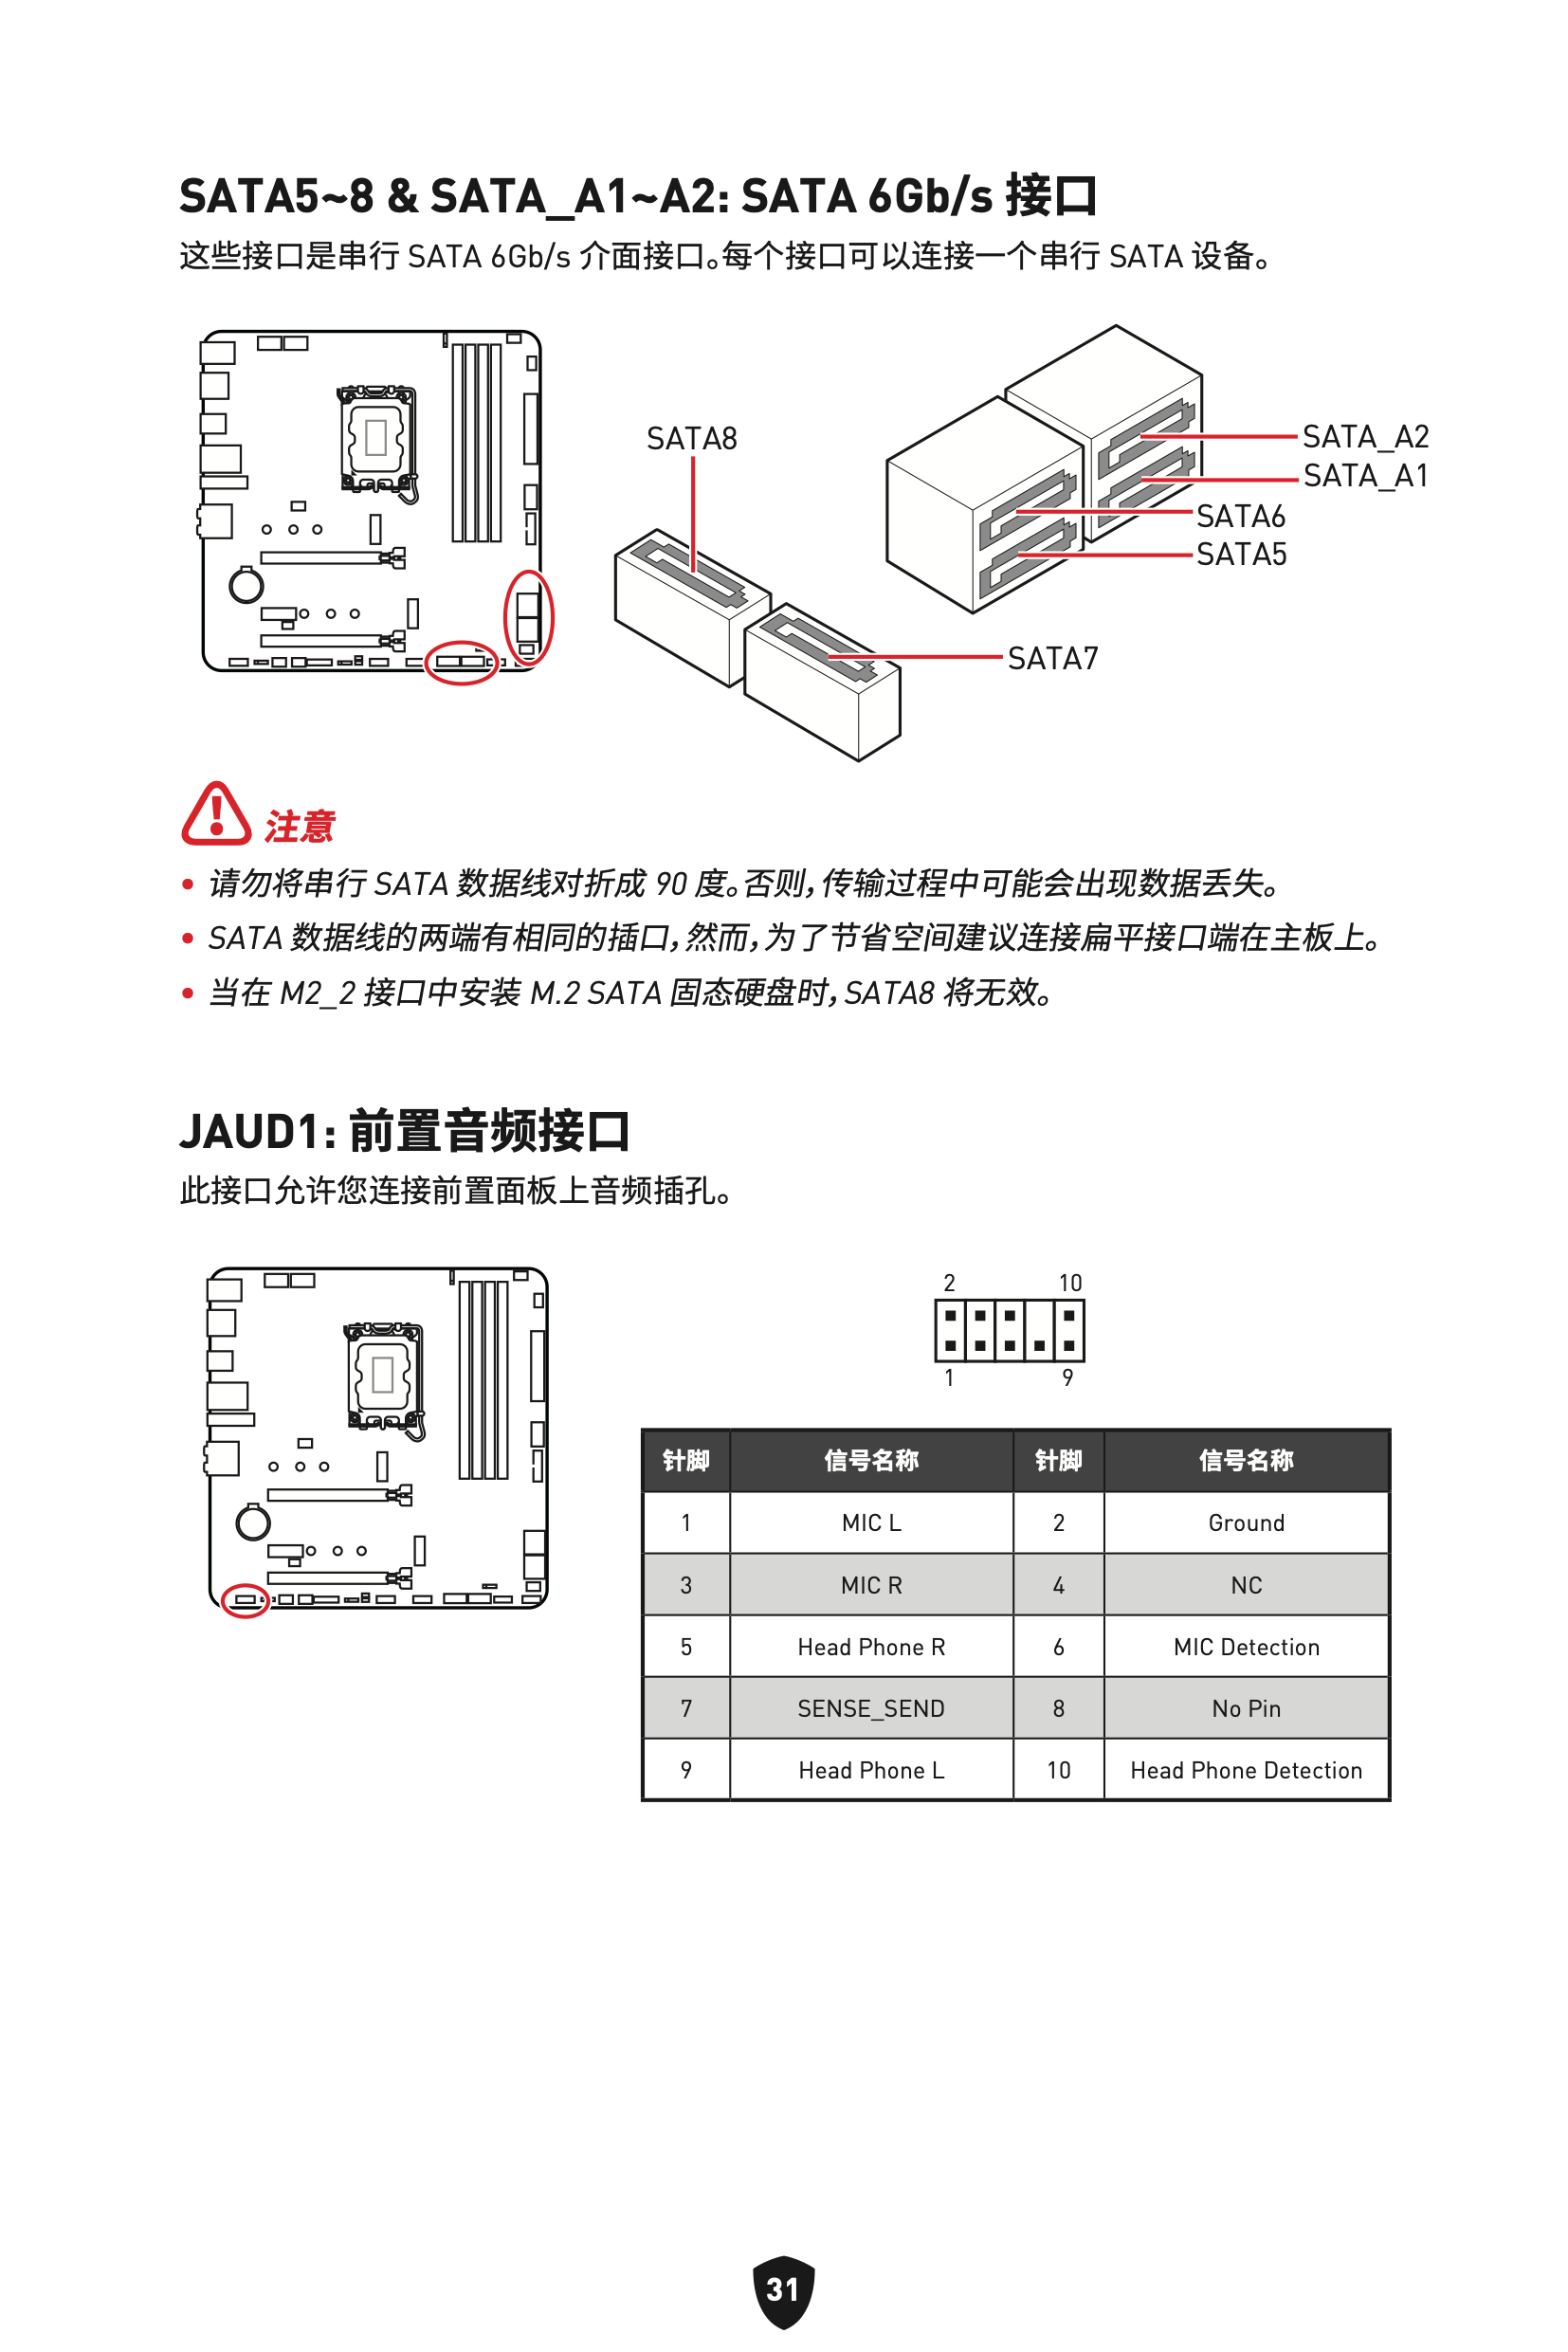 SATA5~8 & SATA_A1~A2: SATA 6Gb/s 接口
这些接口是串行 SATA 6Gb/s 介面接口。每个接口可以连接一个串行 SATA 设备。
SATA8
SATA_A2
SATA_A1
SATA6
SATA5
SATA7
注意
• 请勿将串行 SATA 数据线对折成 90 度。否则，传输过程中可能会出现数据丢失。
• SATA 数据线的两端有相同的插口，然而，为了节省空间建议连接扁平接口端在主板上。
• 当在 M2_2 接口中安装 M.2 SATA 固态硬盘时，SATA8 将无效。
JAUD1: 前置音频接口
此接口允许您连接前置面板上音频插孔。
2 10
1 9
针脚 信号名称 针脚 信号名称
1 MIC L 2 Ground
3 MIC R 4 NC
5 Head Phone R 6 MIC Detection
7 SENSE_SEND 8 No Pin
9 Head Phone L 10 Head Phone Detection
31